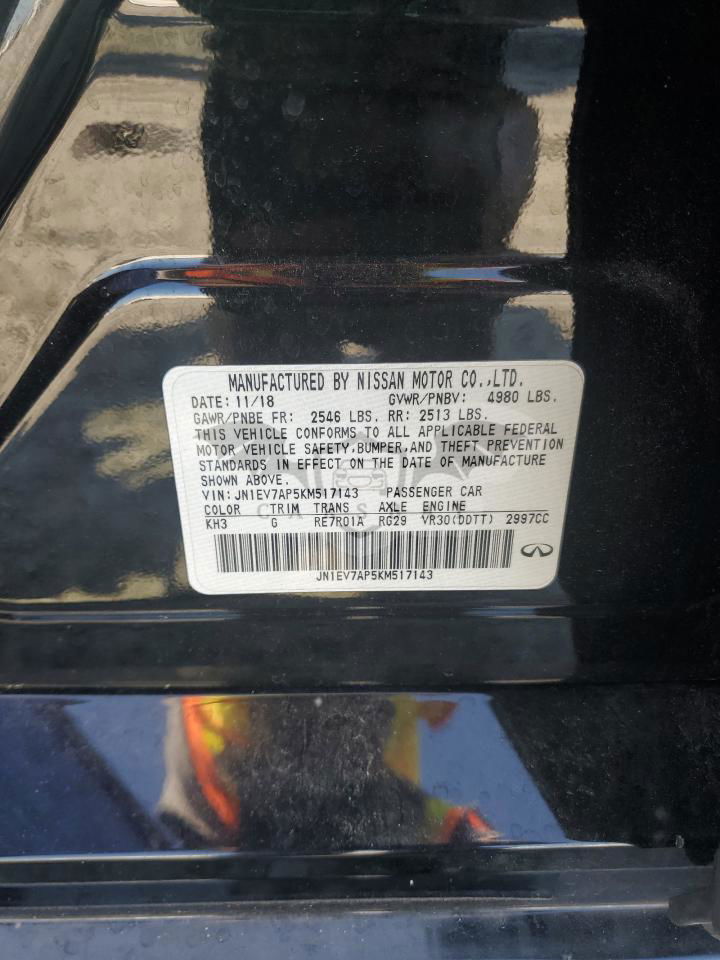 MANUFACTURED BY NISSAN MOTOR CO.,LTD.
DATE: 11/18 GVWR/PNBV: 4980 LBS.
GAWR/PNBE FR: 2546 LBS. RR: 2513 LBS.
THIS VEHICLE CONFORMS TO ALL APPLICABLE FEDERAL
MOTOR VEHICLE SAFETY,BUMPER,AND THEFT PREVENTION
STANDARDS IN EFFECT ON THE DATE OF MANUFACTURE
SHOWN ABOVE.
VIN:JN1EV7AP5KM517143 PASSENGER CAR
COLOR TRIM TRANS AXLE ENGINE
KH3 G RE7R01A RG29 VR30(DDTT) 2997CC
JN1EV7AP5KM517143